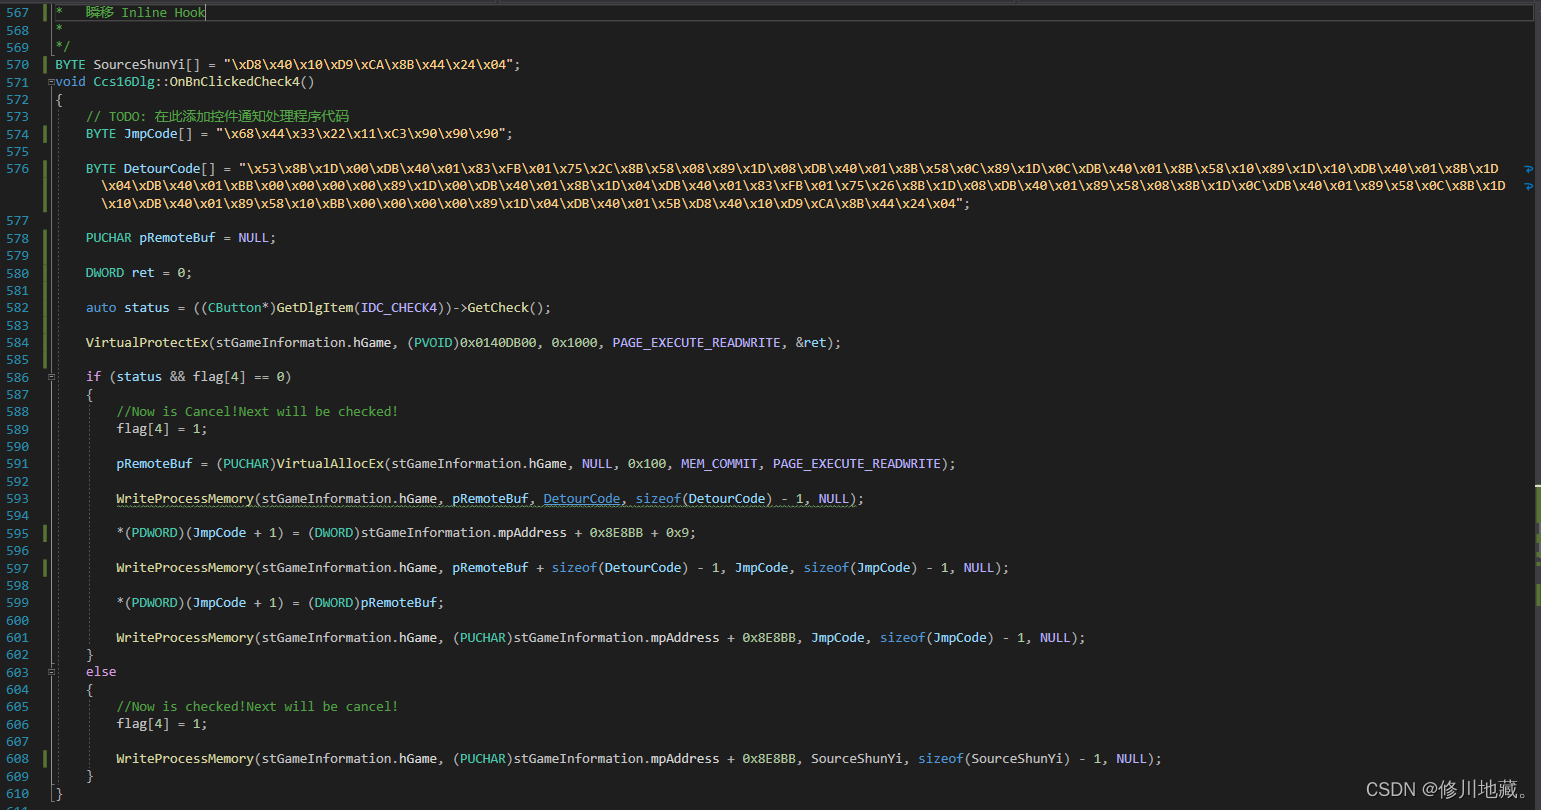 567 * 瞬移 Inline Hook
568 *
569 */
570 BYTE SourceShunYi[] = "\xD8\x40\x10\xD9\xCA\x8B\x44\x24\x04";
571 void Ccs16Dlg::OnBnClickedCheck4()
572 {
573 // TODO: 在此添加控件通知处理程序代码
574 BYTE JmpCode[] = "\x68\x44\x33\x22\x11\xC3\x90\x90\x90";
575
576 BYTE DetourCode[] = "\x53\x8B\x1D\x00\xDB\x40\x01\x83\xFB\x01\x75\x2C\x8B\x58\x08\x89\x1D\x08\xDB\x40\x01\x8B\x58\x0C\x89\x1D\x0C\xDB\x40\x01\x8B\x58\x10\x89\x1D\x10\xDB\x40\x01\x8B\x1D
\x04\xDB\x40\x01\xBB\x00\x00\x00\x00\x89\x1D\x00\xDB\x40\x01\x8B\x1D\x04\xDB\x40\x01\x83\xFB\x01\x75\x26\x8B\x1D\x08\xDB\x40\x01\x89\x58\x08\x8B\x1D\x0C\xDB\x40\x01\x89\x58\x0C\x8B\x1D
\x10\xDB\x40\x01\x89\x58\x10\xBB\x00\x00\x00\x00\x89\x1D\x04\xDB\x40\x01\x5B\xD8\x40\x10\xD9\xCA\x8B\x44\x24\x04";
577
578 PUCHAR pRemoteBuf = NULL;
579
580 DWORD ret = 0;
581
582 auto status = ((CButton*)GetDlgItem(IDC_CHECK4))->GetCheck();
583
584 VirtualProtectEx(stGameInformation.hGame, (PVOID)0x0140DB00, 0x1000, PAGE_EXECUTE_READWRITE, &ret);
585
586 if (status && flag[4] == 0)
587 {
588 //Now is Cancel!Next will be checked!
589 flag[4] = 1;
590
591 pRemoteBuf = (PUCHAR)VirtualAllocEx(stGameInformation.hGame, NULL, 0x100, MEM_COMMIT, PAGE_EXECUTE_READWRITE);
592
593 WriteProcessMemory(stGameInformation.hGame, pRemoteBuf, DetourCode, sizeof(DetourCode) - 1, NULL);
594
595 *(PDWORD)(JmpCode + 1) = (DWORD)stGameInformation.mpAddress + 0x8E8BB + 0x9;
596
597 WriteProcessMemory(stGameInformation.hGame, pRemoteBuf + sizeof(DetourCode) - 1, JmpCode, sizeof(JmpCode) - 1, NULL);
598
599 *(PDWORD)(JmpCode + 1) = (DWORD)pRemoteBuf;
600
601 WriteProcessMemory(stGameInformation.hGame, (PUCHAR)stGameInformation.mpAddress + 0x8E8BB, JmpCode, sizeof(JmpCode) - 1, NULL);
602 }
603 else
604 {
605 //Now is checked!Next will be cancel!
606 flag[4] = 1;
607
608 WriteProcessMemory(stGameInformation.hGame, (PUCHAR)stGameInformation.mpAddress + 0x8E8BB, SourceShunYi, sizeof(SourceShunYi) - 1, NULL);
609 }
610 }
CSDN @修川地藏。